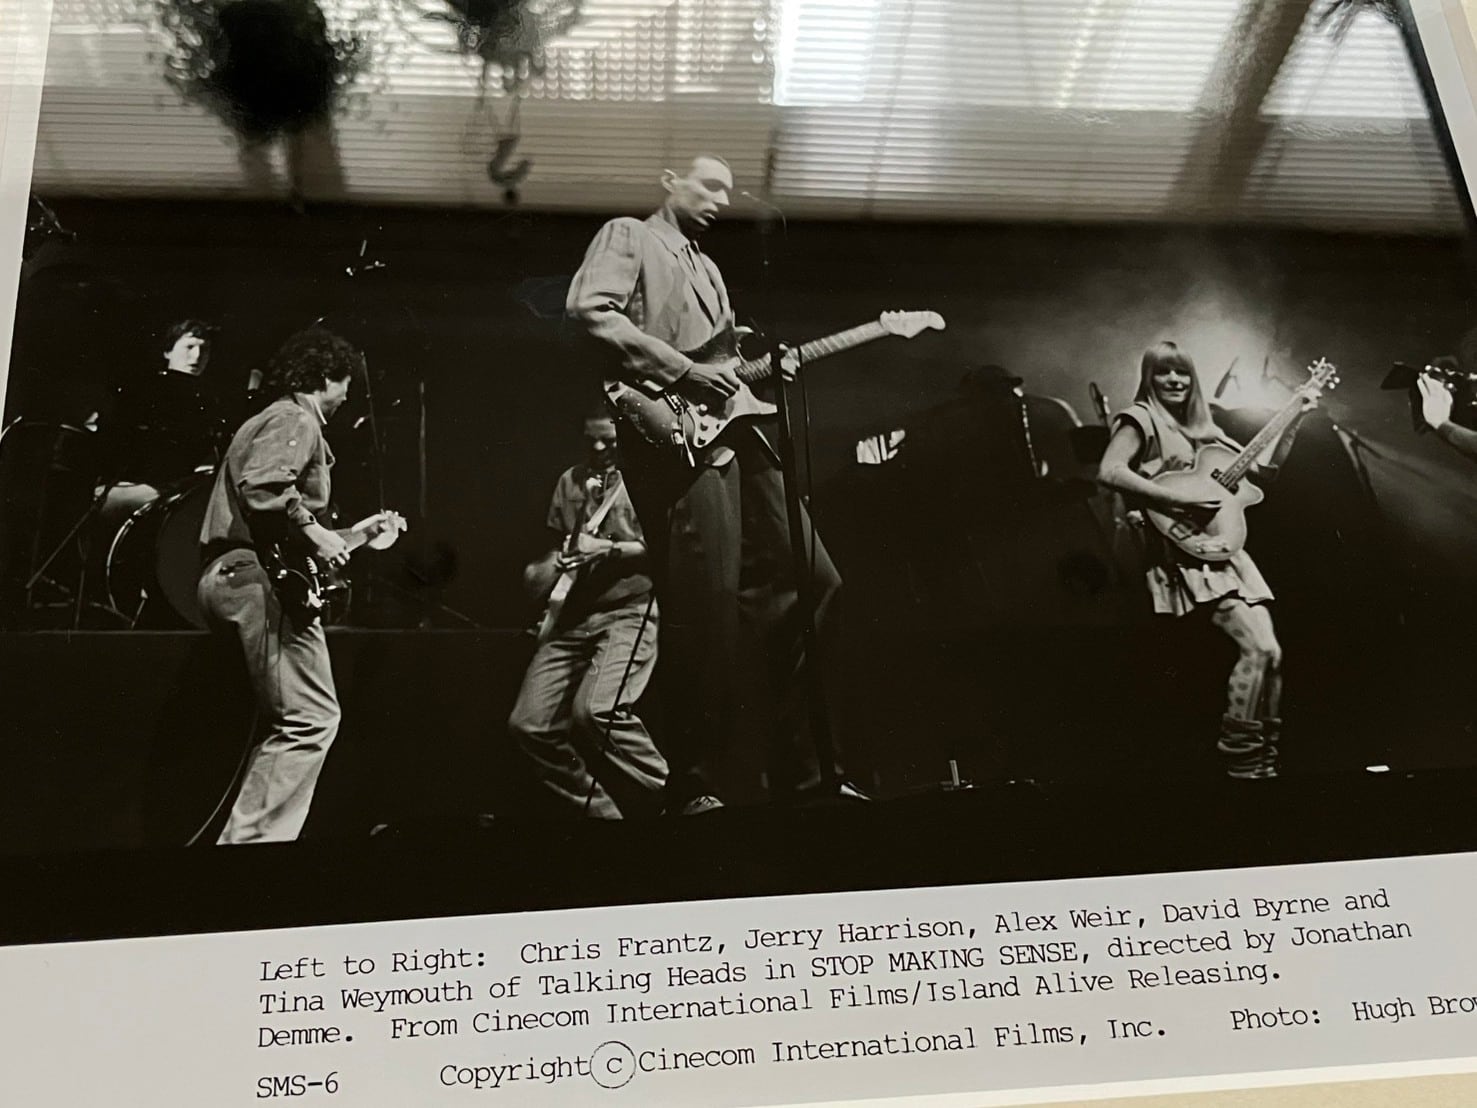 Left to Right: Chris Frantz, Jerry Harrison, Alex Weir, David Byrne and
Tina Weymouth of Talking Heads in STOP MAKING SENSE, directed by Jonathan
Demme. From Cinecom International Films/Island Alive Releasing.
SMS-6 Copyright © Cinecom International Films, Inc. Photo: Hugh